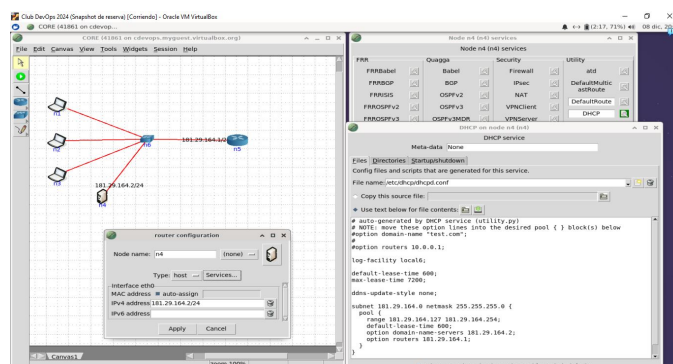 Club DevOps 2024 (Snapshot de reserva) [Corriendo] - Oracle VM VirtualBox
CORE (41861 on cdevop...
(2:17, 71%)
08 dic, 20
CORE (41861 on cdevops.myguest.virtualbox.org)
File Edit Canvas View Tools Widgets Session Help
n1
n2
n3
n6
181.29.164.1/2
n5
181.29.164.2/24
n4
router configuration
Node name: n4 (none)
Type: host Services...
Interface eth0
MAC address auto-assign
IPv4 address 181.29.164.2/24
IPv6 address
Apply Cancel
Canvas1
zoom 100%
Node n4 (n4) services
Node n4 (n4) services
FRR Quagga Security Utility
FRRBabel Babel Firewall atd
FRRBGP BGP IPsec DefaultMultic
astRoute
FRRISIS OSPFv2 NAT
DefaultRoute
FRROSPFv2 OSPFv3 VPNClient
DHCP
FRROSPFv3 OSPFv3MDR VPNServer
DHCP on node n4 (n4)
DHCP service
Meta-data None
Files Directories Startup/shutdown
Config files and scripts that are generated for this service.
File name: /etc/dhcp/dhcpd.conf
Copy this source file:
Use text below for file contents:
# auto-generated by DHCP service (utility.py)
# NOTE: move these option lines into the desired pool { } block(s) below
#option domain-name "test.com";
#
#option routers 10.0.0.1;
log-facility local6;
default-lease-time 600;
max-lease-time 7200;
ddns-update-style none;
subnet 181.29.164.0 netmask 255.255.255.0 {
pool {
range 181.29.164.127 181.29.164.254;
default-lease-time 600;
option domain-name-servers 181.29.164.2;
option routers 181.29.164.1;
}
}